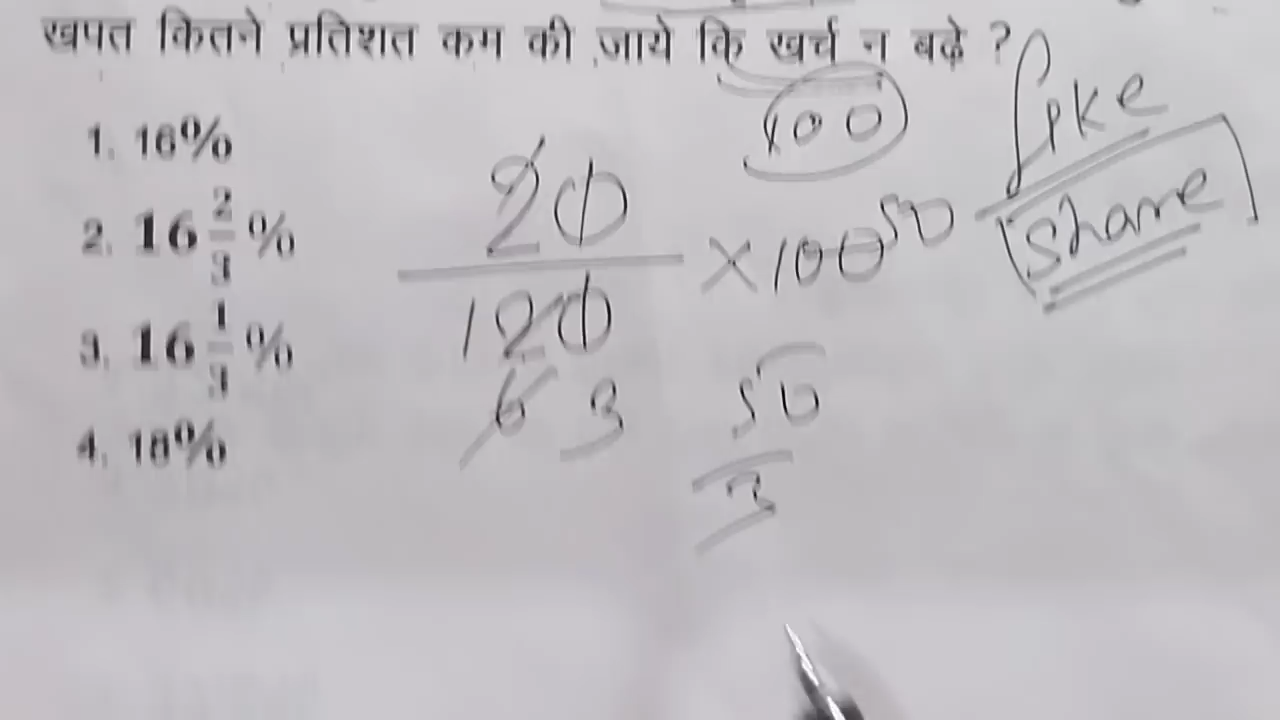 खपत कितने प्रतिशत कम की जाये कि खर्च न बढ़े ?
1. 16%
2. 16 2/3 %
3. 16 1/3 %
4. 18%
100
20
120 × 100 50
6 3
50
3
Like
Share